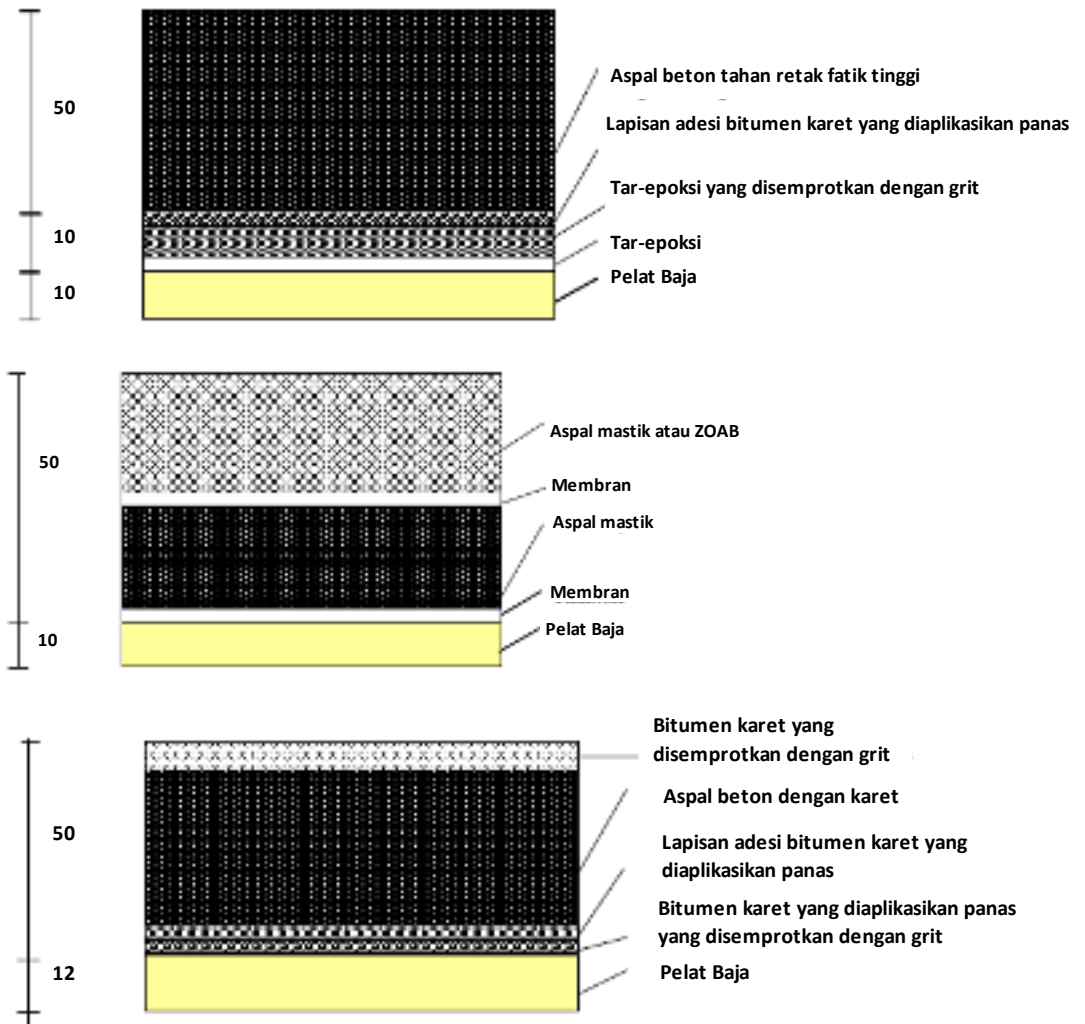 50
10
10
Aspal beton tahan retak fatik tinggi
Lapisan adesi bitumen karet yang diaplikasikan panas
Tar-epoksi yang disemprotkan dengan grit
Tar-epoksi
Pelat Baja
50
10
Aspal mastik atau ZOAB
Membran
Aspal mastik
Membran
Pelat Baja
50
12
Bitumen karet yang
disemprotkan dengan grit
Aspal beton dengan karet
Lapisan adesi bitumen karet yang
diaplikasikan panas
Bitumen karet yang diaplikasikan panas
yang disemprotkan dengan grit
Pelat Baja